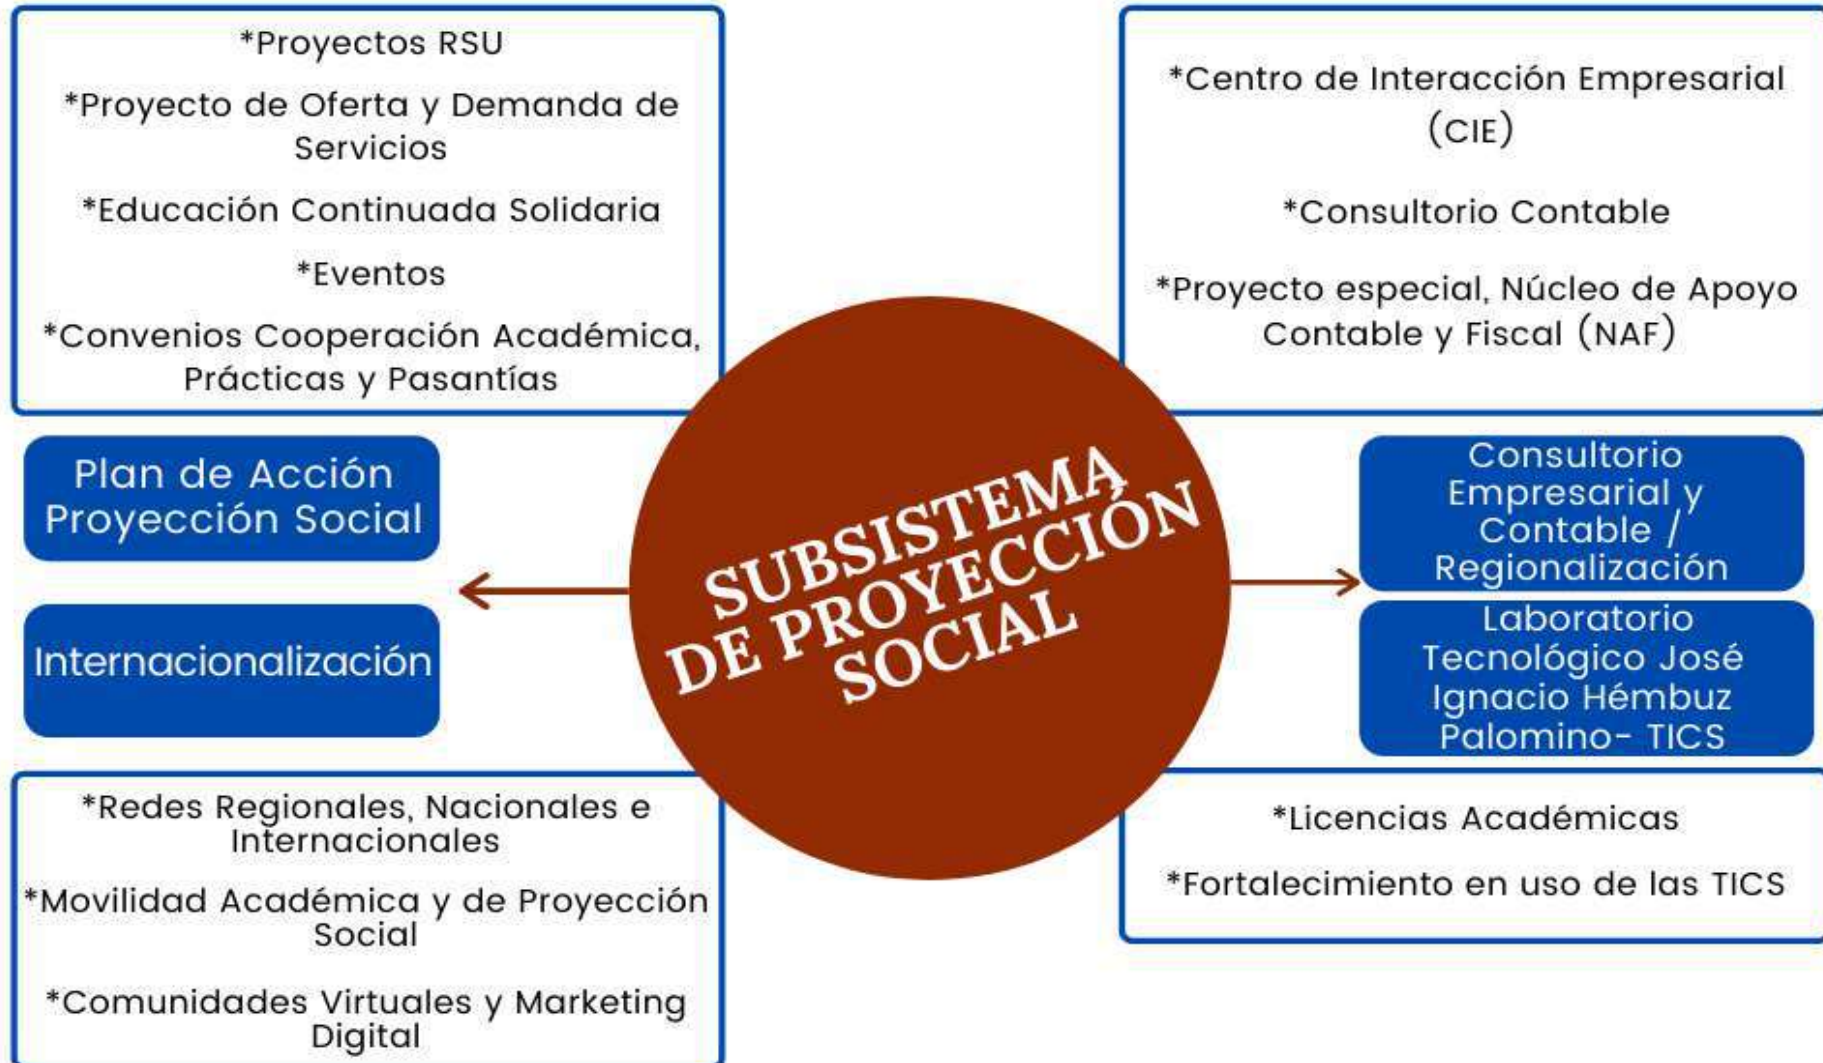 *Proyectos RSU
*Proyecto de Oferta y Demanda de
Servicios
*Educación Continuada Solidaria
*Eventos
*Convenios Cooperación Académica,
Prácticas y Pasantías
Plan de Acción
Proyección Social
Internacionalización
*Redes Regionales, Nacionales e
Internacionales
*Movilidad Académica y de Proyección
Social
*Comunidades Virtuales y Marketing
Digital
SUBSISTEMA
DE PROYECCIÓN
SOCIAL
*Centro de Interacción Empresarial
(CIE)
*Consultorio Contable
*Proyecto especial, Núcleo de Apoyo
Contable y Fiscal (NAF)
Consultorio
Empresarial y
Contable /
Regionalización
Laboratorio
Tecnológico José
Ignacio Hémbuz
Palomino- TICS
*Licencias Académicas
*Fortalecimiento en uso de las TICS